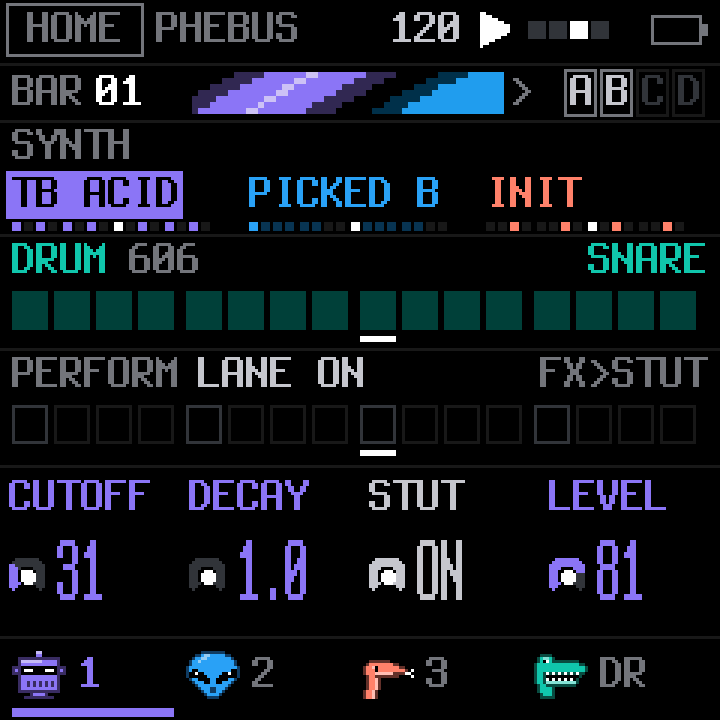 HOME PHEBUS 120
BAR 01 > A B C D
SYNTH
TB ACID PICKED B INIT
DRUM 606 SNARE
PERFORM LANE ON FX>STUT
CUTOFF DECAY STUT LEVEL
31 1.0 ON 81
1 2 3 DR